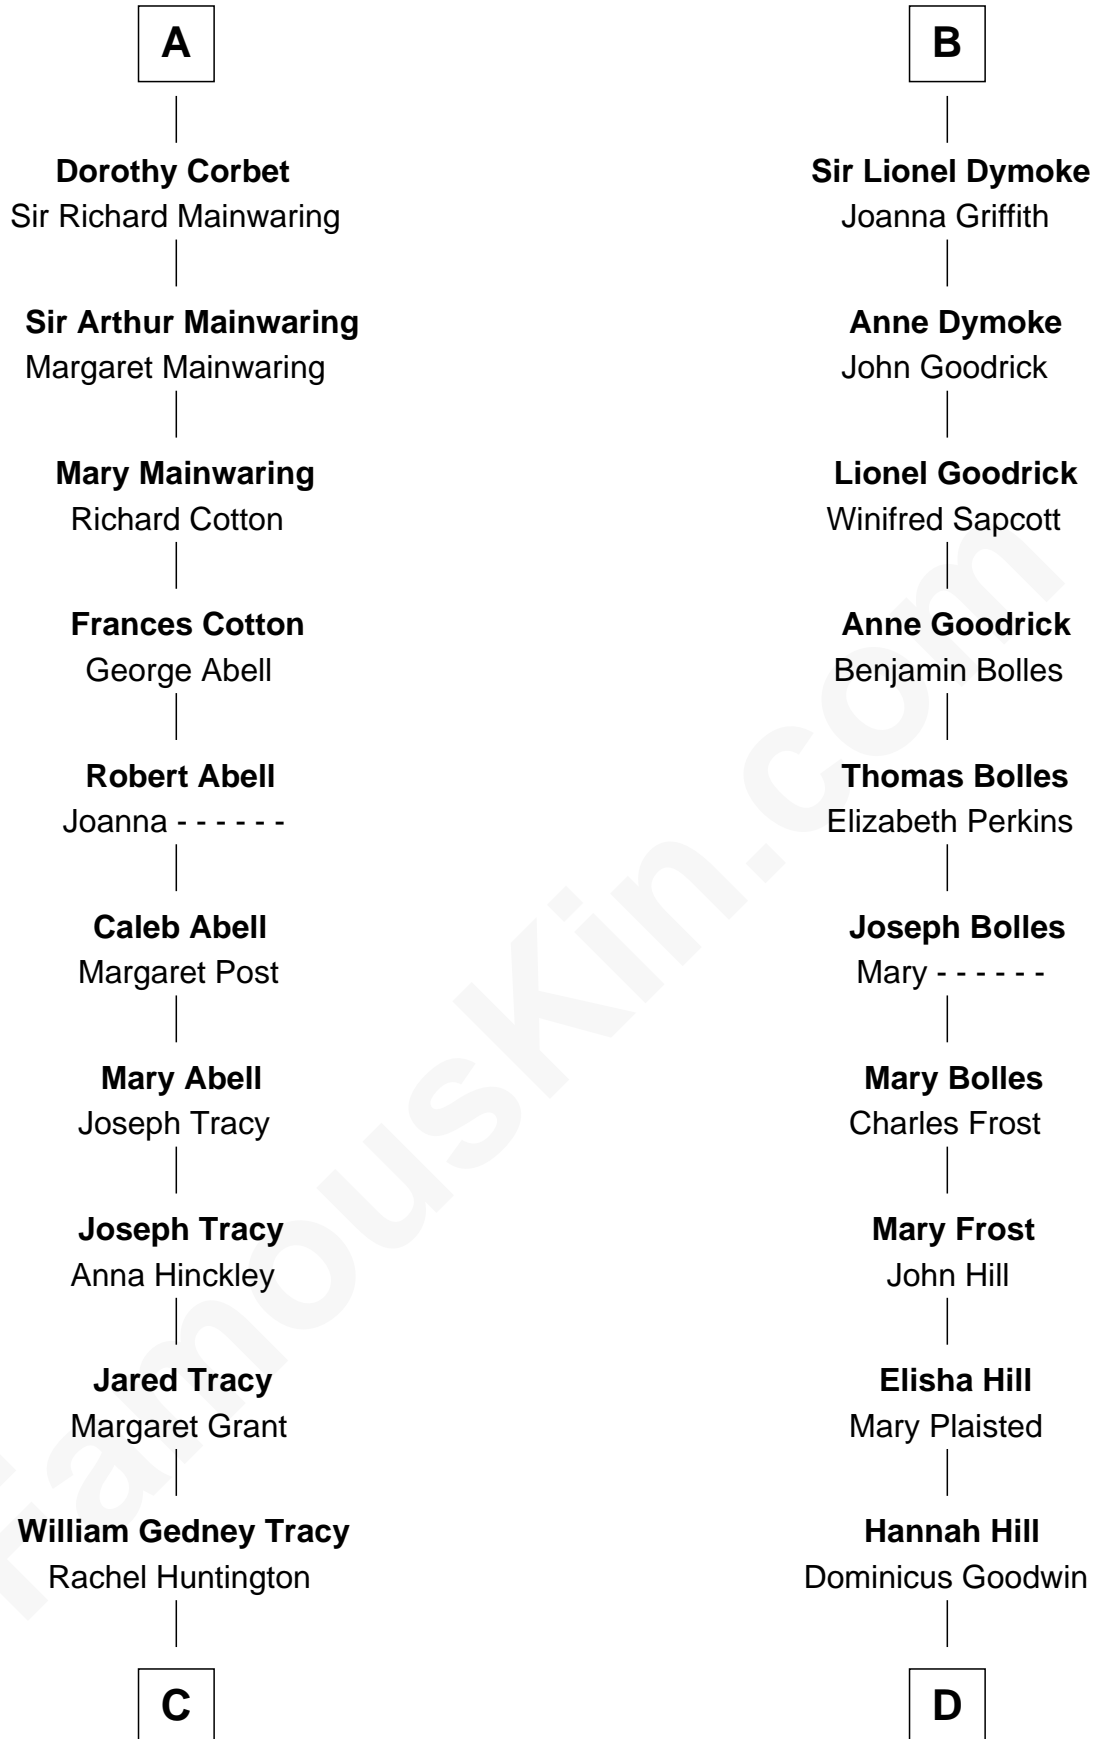 A
Dorothy Corbet
Sir Richard Mainwaring
Sir Arthur Mainwaring
Margaret Mainwaring
Mary Mainwaring
Richard Cotton
Frances Cotton
George Abell
Robert Abell
Joanna - - - - - -
Caleb Abell
Margaret Post
Mary Abell
Joseph Tracy
Joseph Tracy
Anna Hinckley
Jared Tracy
Margaret Grant
William Gedney Tracy
Rachel Huntington
C
B
Sir Lionel Dymoke
Joanna Griffith
Anne Dymoke
John Goodrick
Lionel Goodrick
Winifred Sapcott
Anne Goodrick
Benjamin Bolles
Thomas Bolles
Elizabeth Perkins
Joseph Bolles
Mary - - - - - -
Mary Bolles
Charles Frost
Mary Frost
John Hill
Elisha Hill
Mary Plaisted
Hannah Hill
Dominicus Goodwin
D
FamousKin.com